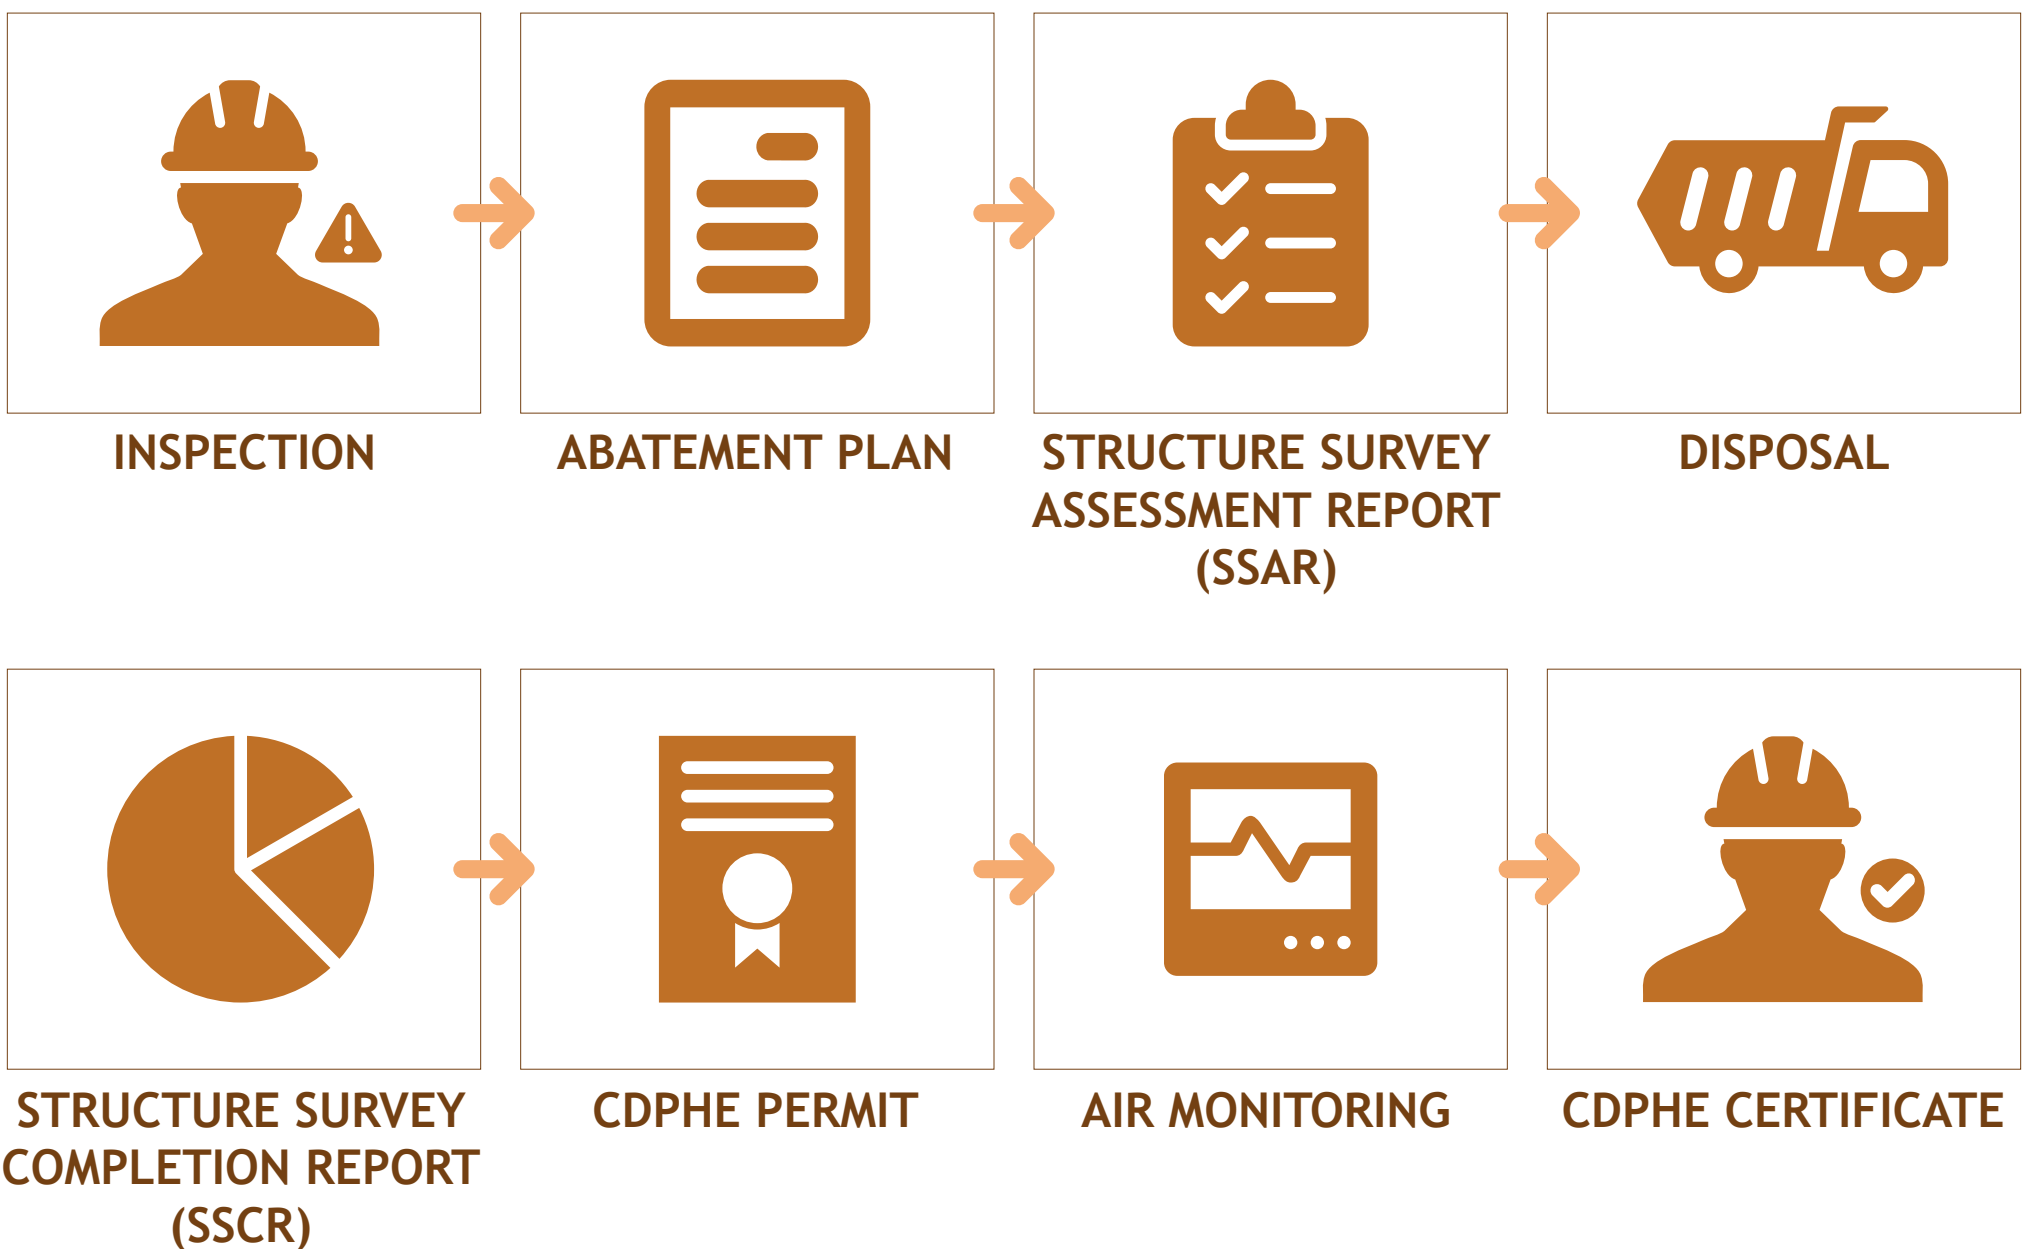 INSPECTION
ABATEMENT PLAN
STRUCTURE SURVEY
ASSESSMENT REPORT
(SSAR)
DISPOSAL
STRUCTURE SURVEY
COMPLETION REPORT
(SSCR)
CDPHE PERMIT
AIR MONITORING
CDPHE CERTIFICATE